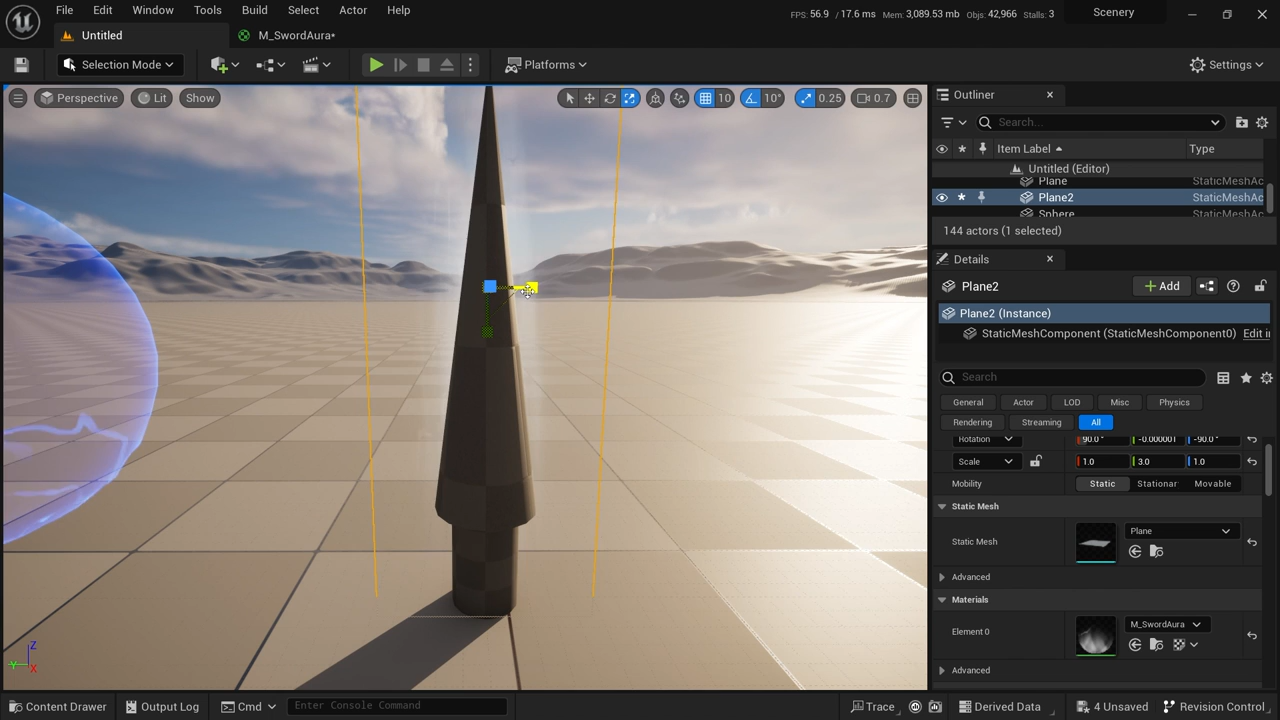 File Edit Window Tools Build Select Actor Help
FPS: 56.9 / 17.6 ms Mem: 3,089.53 mb Objs: 42,966 Stalls: 3
Scenery
Untitled
M_SwordAura*
Selection Mode
Platforms
Settings
Perspective
Lit
Show
10
10°
0.25
0.7
Outliner
Search...
Item Label
Type
Untitled (Editor)
Plane StaticMeshAc
Plane2 StaticMeshAc
Sphere StaticMeshAc
144 actors (1 selected)
Details
Plane2
+ Add
Plane2 (Instance)
StaticMeshComponent (StaticMeshComponent0) Edit i
Search
General Actor LOD Misc Physics
Rendering Streaming All
Rotation 90.0° -0.000001 -90.0°
Scale 1.0 3.0 1.0
Mobility Static Stationar Movable
Static Mesh
Static Mesh Plane
Advanced
Materials
Element 0 M_SwordAura
Advanced
Z
Y
X
Content Drawer
Output Log
Cmd
Enter Console Command
Trace
Derived Data
4 Unsaved
Revision Control